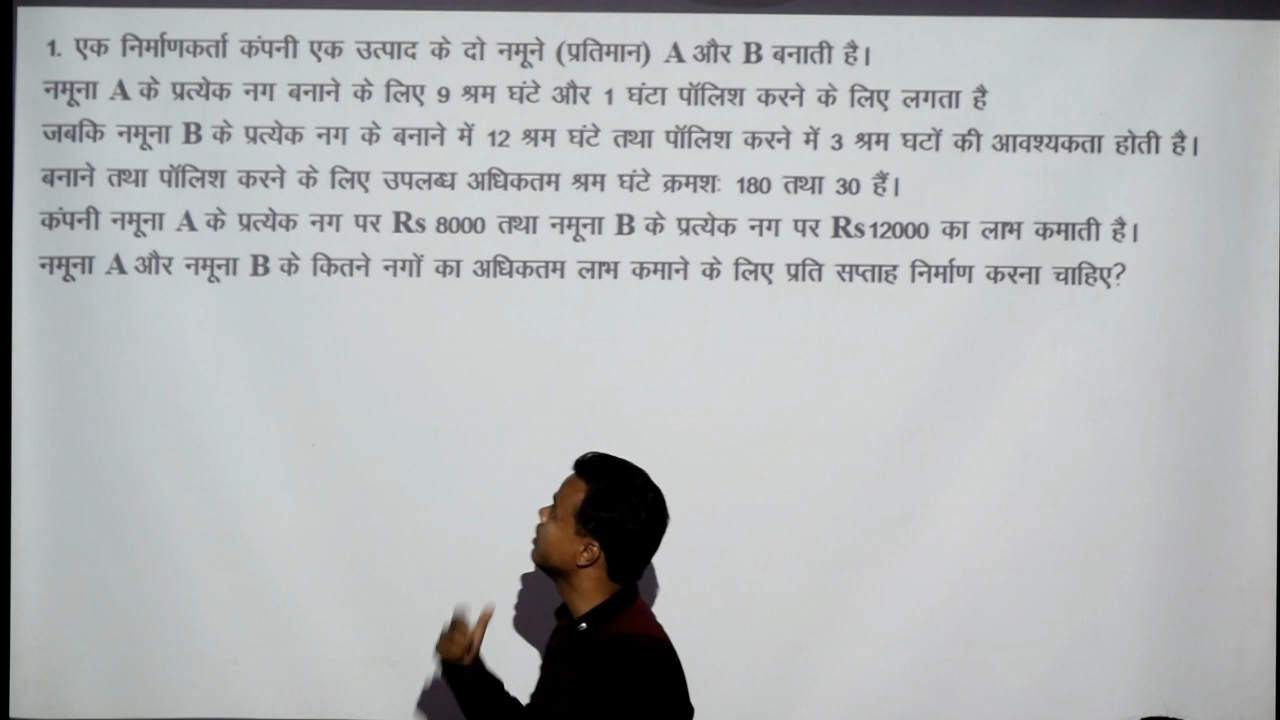 1. एक निर्माणकर्ता कंपनी एक उत्पाद के दो नमूने (प्रतिमान) A और B बनाती है।
नमूना A के प्रत्येक नग बनाने के लिए 9 श्रम घंटे और 1 घंटा पॉलिश करने के लिए लगता है
जबकि नमूना B के प्रत्येक नग के बनाने में 12 श्रम घंटे तथा पॉलिश करने में 3 श्रम घटों की आवश्यकता होती है।
बनाने तथा पॉलिश करने के लिए उपलब्ध अधिकतम श्रम घंटे क्रमशः 180 तथा 30 हैं।
कंपनी नमूना A के प्रत्येक नग पर Rs 8000 तथा नमूना B के प्रत्येक नग पर Rs 12000 का लाभ कमाती है।
नमूना A और नमूना B के कितने नगों का अधिकतम लाभ कमाने के लिए प्रति सप्ताह निर्माण करना चाहिए?